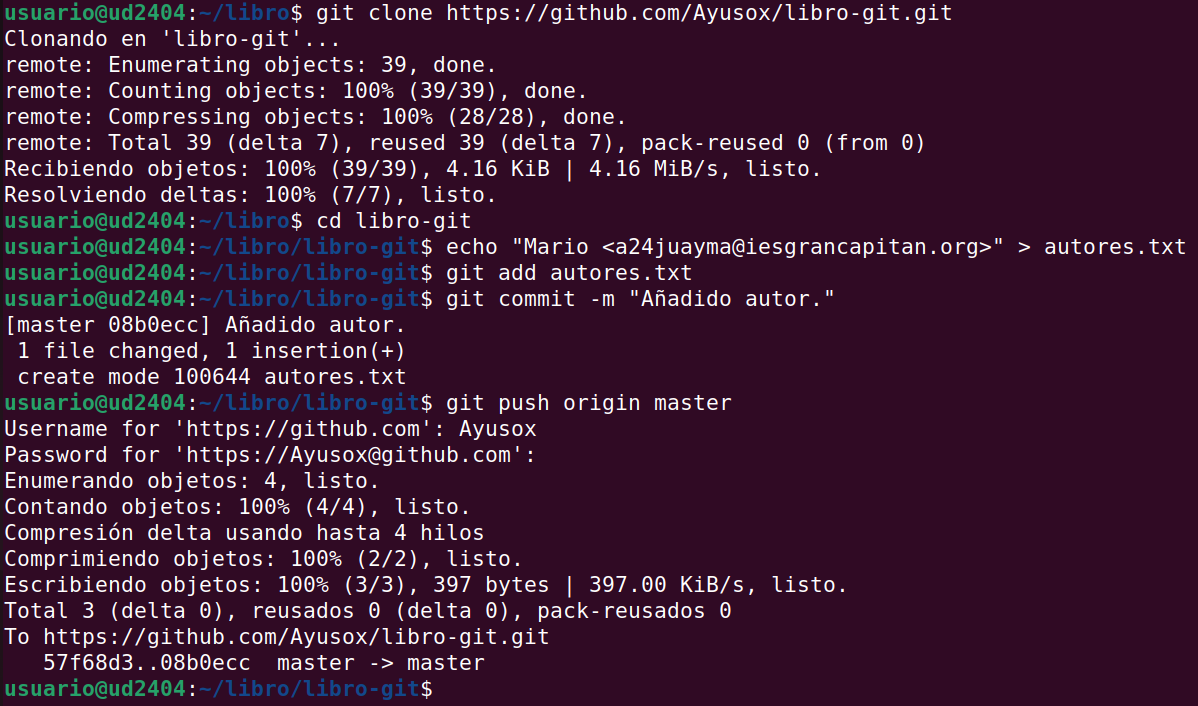 usuario@ud2404:~/libro$ git clone https://github.com/Ayusox/libro-git.git
Clonando en 'libro-git'...
remote: Enumerating objects: 39, done.
remote: Counting objects: 100% (39/39), done.
remote: Compressing objects: 100% (28/28), done.
remote: Total 39 (delta 7), reused 39 (delta 7), pack-reused 0 (from 0)
Recibiendo objetos: 100% (39/39), 4.16 KiB | 4.16 MiB/s, listo.
Resolviendo deltas: 100% (7/7), listo.
usuario@ud2404:~/libro$ cd libro-git
usuario@ud2404:~/libro/libro-git$ echo "Mario <a24juayma@iesgrancapitan.org>" > autores.txt
usuario@ud2404:~/libro/libro-git$ git add autores.txt
usuario@ud2404:~/libro/libro-git$ git commit -m "Añadido autor."
[master 08b0ecc] Añadido autor.
 1 file changed, 1 insertion(+)
 create mode 100644 autores.txt
usuario@ud2404:~/libro/libro-git$ git push origin master
Username for 'https://github.com': Ayusox
Password for 'https://Ayusox@github.com':
Enumerando objetos: 4, listo.
Contando objetos: 100% (4/4), listo.
Compresión delta usando hasta 4 hilos
Comprimiendo objetos: 100% (2/2), listo.
Escribiendo objetos: 100% (3/3), 397 bytes | 397.00 KiB/s, listo.
Total 3 (delta 0), reusados 0 (delta 0), pack-reusados 0
To https://github.com/Ayusox/libro-git.git
   57f68d3..08b0ecc  master -> master
usuario@ud2404:~/libro/libro-git$